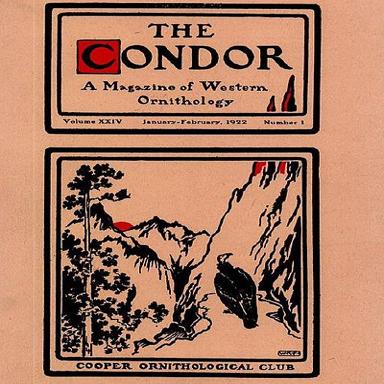 THE
CONDOR
A Magazine of Western
Ornithology
Volume XXIV January-February, 1922 Number 1
COOPER ORNITHOLOGICAL CLUB